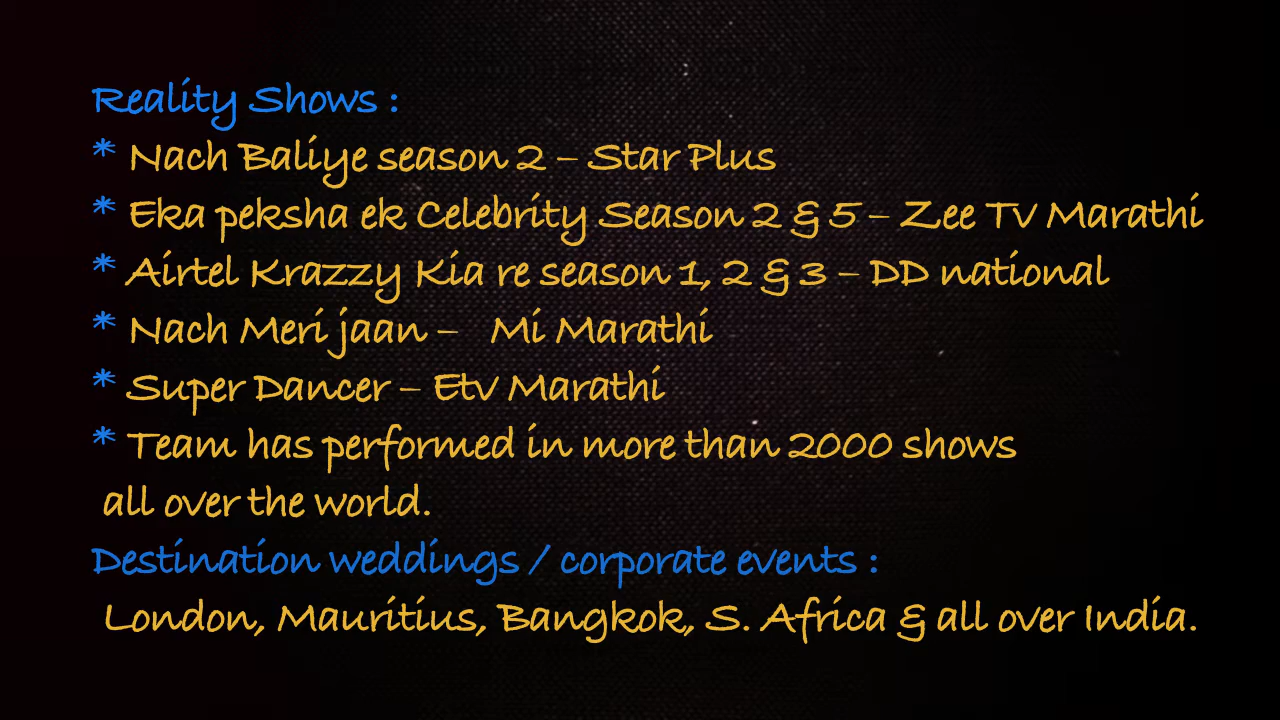 Reality Shows :
* Nach Baliye season 2 – Star Plus
* Eka peksha ek Celebrity Season 2 & 5 – Zee Tv Marathi
* Airtel Krazzy Kia re season 1, 2 & 3 – DD national
* Nach Meri jaan – Mi Marathi
* Super Dancer – Etv Marathi
* Team has performed in more than 2000 shows
all over the world.
Destination weddings / corporate events :
London, Mauritius, Bangkok, S. Africa & all over India.